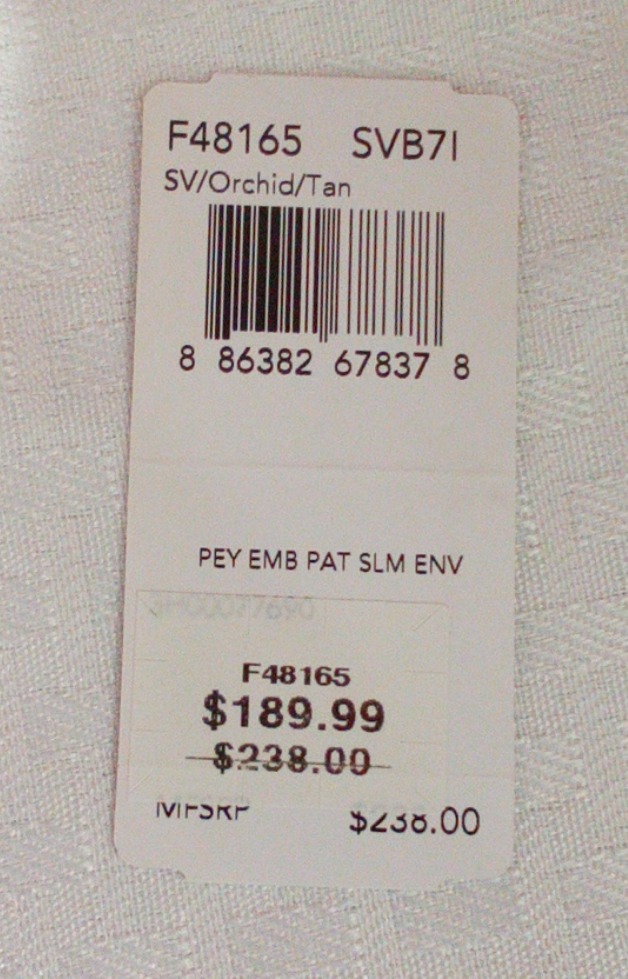 F48165 SVB7I
SV/Orchid/Tan
8 86382 67837 8
PEY EMB PAT SLM ENV
F48165
$189.99
$238.00
MFSRP $238.00